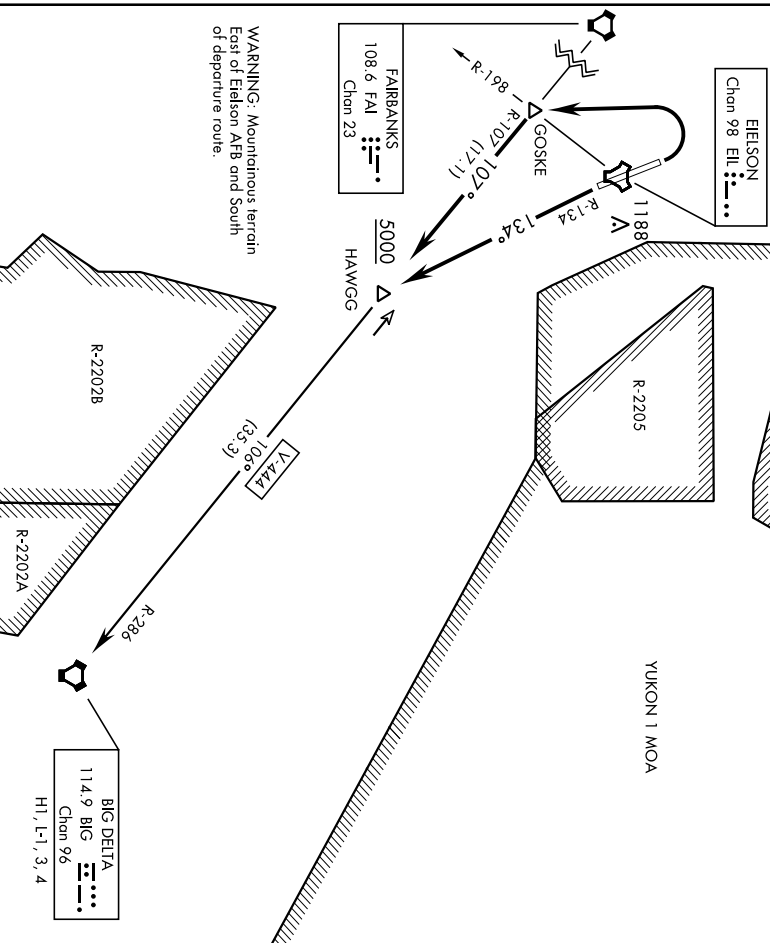 EIELSON
Chan 98 EIL
FAIRBANKS
108.6 FAI
Chan 23
R-198
GOSKE
R-107 (17.1)
107°
R-134
134°
1188
5000
HAWGG
WARNING: Mountainous terrain
East of Eielson AFB and South
of departure route.
R-2205
R-2202B
R-2202A
V-444
106°
(35.3)
R-286
YUKON 1 MOA
BIG DELTA
114.9 BIG
Chan 96
H1, L-1, 3, 4